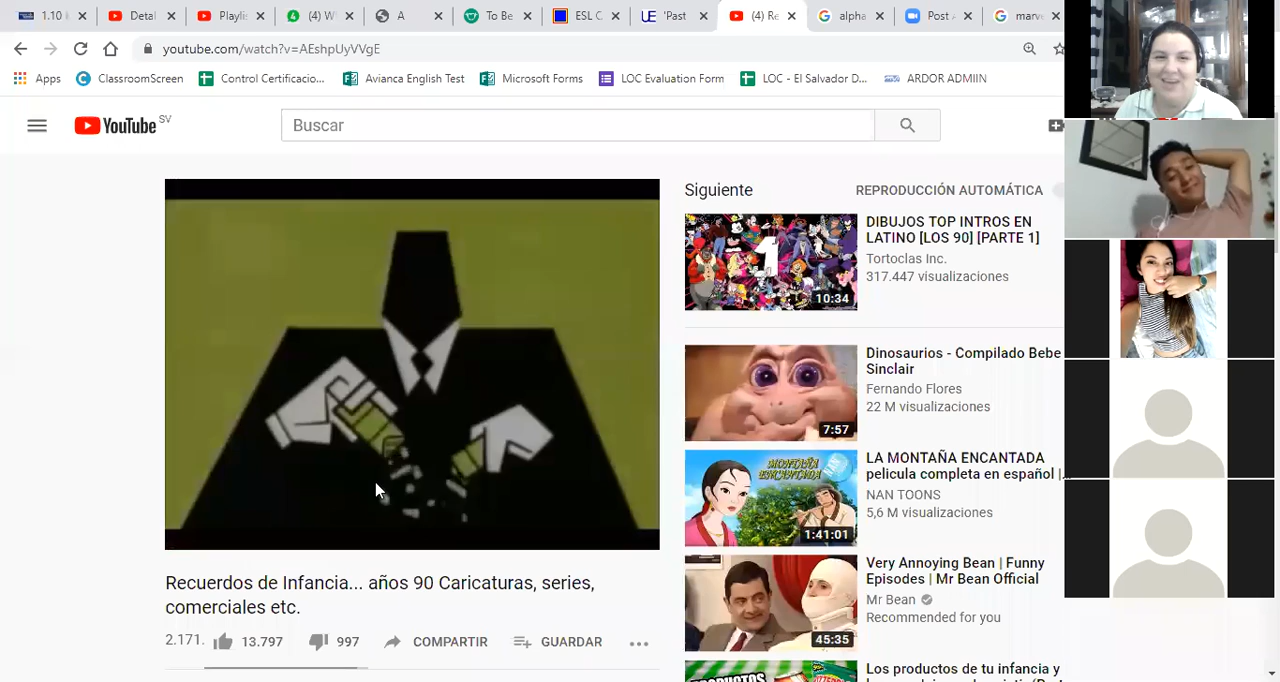 1.10
Detal
Playli
(4) W
A
To Be
ESL C
UE 'Past
(4) Re
alpha
Post
marv
youtube.com/watch?v=AEshpUyVVgE
Apps
ClassroomScreen
Control Certificacio...
Avianca English Test
Microsoft Forms
LOC Evaluation Form
LOC - El Salvador D...
ARDOR ADMIIN
YouTube SV
Buscar
Siguiente
REPRODUCCIÓN AUTOMÁTICA
1
10:34
DIBUJOS TOP INTROS EN
LATINO [LOS 90] [PARTE 1]
Tortoclas Inc.
317.447 visualizaciones
7:57
Dinosaurios - Compilado Bebe
Sinclair
Fernando Flores
22 M visualizaciones
MONTAÑA
ENCANTADA
1:41:01
LA MONTAÑA ENCANTADA
pelicula completa en español |...
NAN TOONS
5,6 M visualizaciones
45:35
Very Annoying Bean | Funny
Episodes | Mr Bean Official
Mr Bean
Recommended for you
Los productos de tu infancia y
Recuerdos de Infancia... años 90 Caricaturas, series,
comerciales etc.
2.171.
13.797
997
COMPARTIR
GUARDAR